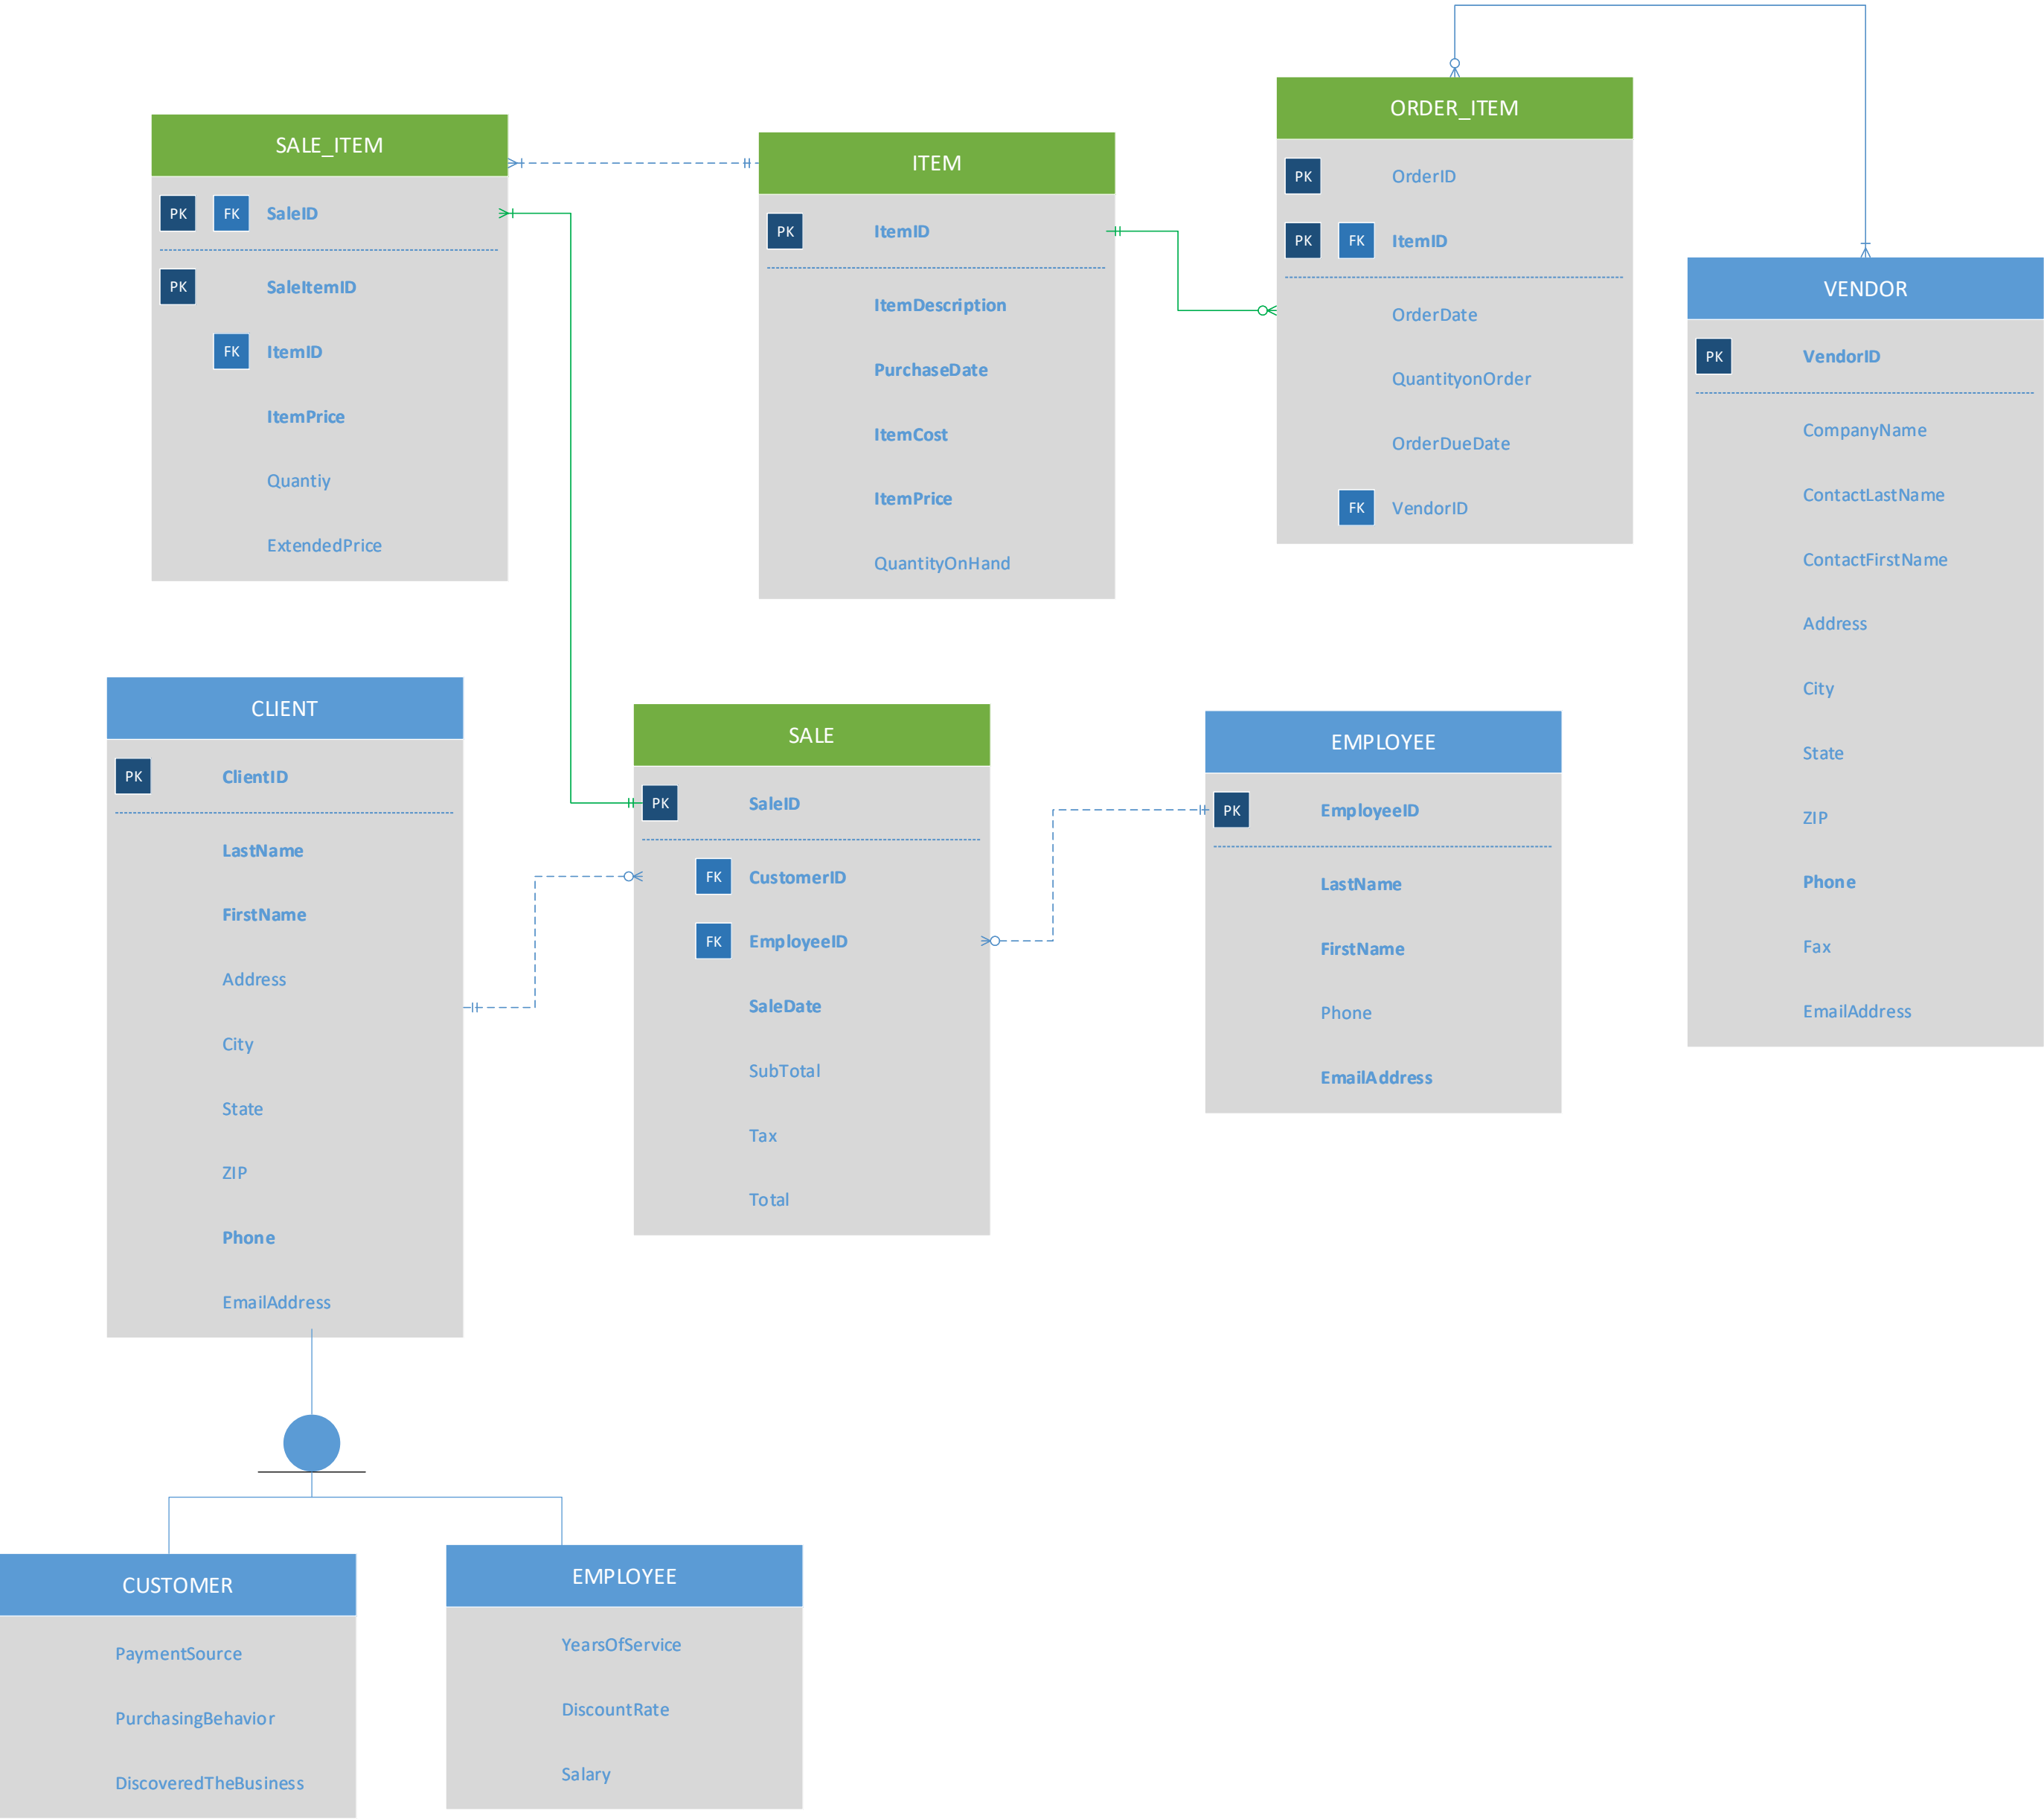 SALE_ITEM
PK FK SaleID
PK SaleItemID
FK ItemID
ItemPrice
Quantiy
ExtendedPrice
ITEM
PK ItemID
ItemDescription
PurchaseDate
ItemCost
ItemPrice
QuantityOnHand
ORDER_ITEM
PK OrderID
PK FK ItemID
OrderDate
QuantityonOrder
OrderDueDate
FK VendorID
VENDOR
PK VendorID
CompanyName
ContactLastName
ContactFirstName
Address
City
State
ZIP
Phone
Fax
EmailAddress
CLIENT
PK ClientID
LastName
FirstName
Address
City
State
ZIP
Phone
EmailAddress
SALE
PK SaleID
FK CustomerID
FK EmployeeID
SaleDate
SubTotal
Tax
Total
EMPLOYEE
PK EmployeeID
LastName
FirstName
Phone
EmailAddress
CUSTOMER
PaymentSource
PurchasingBehavior
DiscoveredTheBusiness
EMPLOYEE
YearsOfService
DiscountRate
Salary